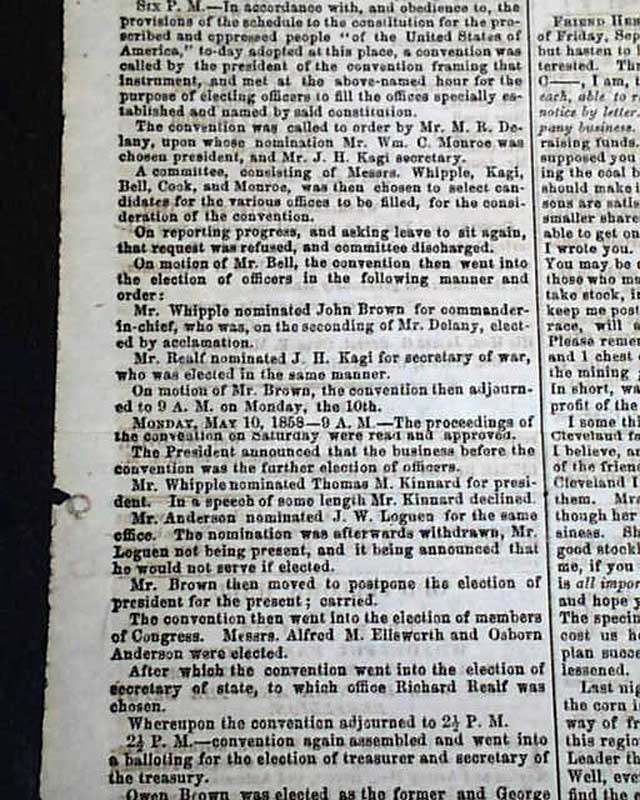 SIX P. M.—In accordance with, and obedience to, the
provisions of the schedule to the constitution for the pro-
scribed and oppressed people "of the United States of
America," to-day adopted at this place, a convention was
called by the president of the convention framing that
instrument, and met at the above-named hour for the
purpose of electing officers to fill the offices specially es-
tablished and named by said constitution.
The convention was called to order by Mr. M. R. De-
lany, upon whose nomination Mr. Wm. C. Monroe was
chosen president, and Mr. J. H. Kagi secretary.
A committee, consisting of Messrs. Whipple, Kagi,
Bell, Cook, and Monroe, was then chosen to select can-
didates for the various offices to be filled, for the consi-
deration of the convention.
On reporting progress, and asking leave to sit again,
that request was refused, and committee discharged.
On motion of Mr. Bell, the convention then went into
the election of officers in the following manner and
order:
Mr. Whipple nominated John Brown for commander-
in-chief, who was, on the seconding of Mr. Delany, elect-
ed by acclamation.
Mr. Realf nominated J. H. Kagi for secretary of war,
who was elected in the same manner.
On motion of Mr. Brown, the convention then adjourn-
ed to 9 A. M. on Monday, the 10th.
MONDAY, MAY 10, 1858—9 A. M.—The proceedings of
the convention on Saturday were read and approved.
The President announced that the business before the
convention was the further election of officers.
Mr. Whipple nominated Thomas M. Kinnard for presi-
dent. In a speech of some length Mr. Kinnard declined.
Mr. Anderson nominated J. W. Loguen for the same
office. The nomination was afterwards withdrawn, Mr.
Loguen not being present, and it being announced that
he would not serve if elected.
Mr. Brown then moved to postpone the election of
president for the present; carried.
The convention then went into the election of members
of Congress. Messrs. Alfred M. Ellsworth and Osborn
Anderson were elected.
After which the convention went into the election of
secretary of state, to which office Richard Realf was
chosen.
Whereupon the convention adjourned to 2½ P. M.
2½ P. M.—convention again assembled and went into
a balloting for the election of treasurer and secretary of
the treasury.
Owen Brown was elected as the former and George
FRIEND HE
of Friday, Sep
but hasten to
terested. Th
C——, I am,
each, able to r
notice by letter.
pany business.
raising funds.
supposed you
ing the coal b
should make
sons are satis
smaller share
able to get on
I wrote you.
You may be
those who m
take stock, i
keep me post
race, will
Please reme
and I chest
the mining
In short, wa
profit of the
I some thi
Cleveland fo
I believe, a
of the frien
Cleveland I
them. Mr
though her
siness. Sh
good stock
me, if you
is all impor
and hope y
The specim
cost us h
plan succe
lessened.
Last nig
the corn i
way of fr
this regio
Leader th
Well, eve
find the